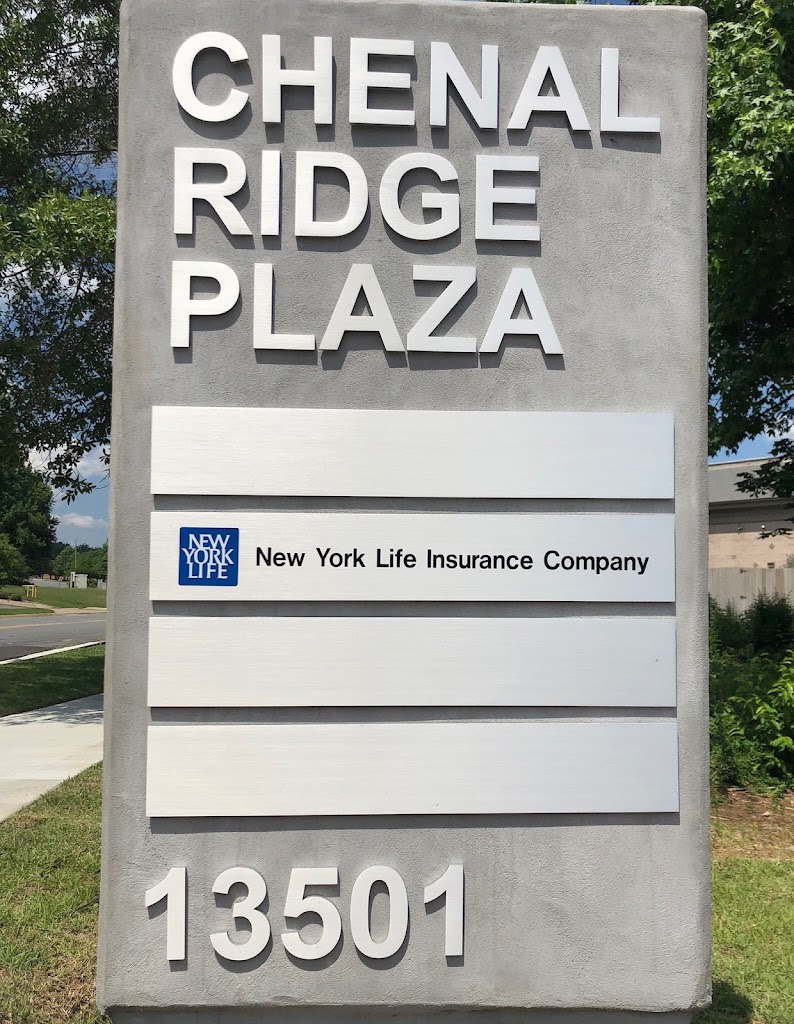 CHENAL
RIDGE
PLAZA
NEW
YORK
LIFE
New York Life Insurance Company
13501